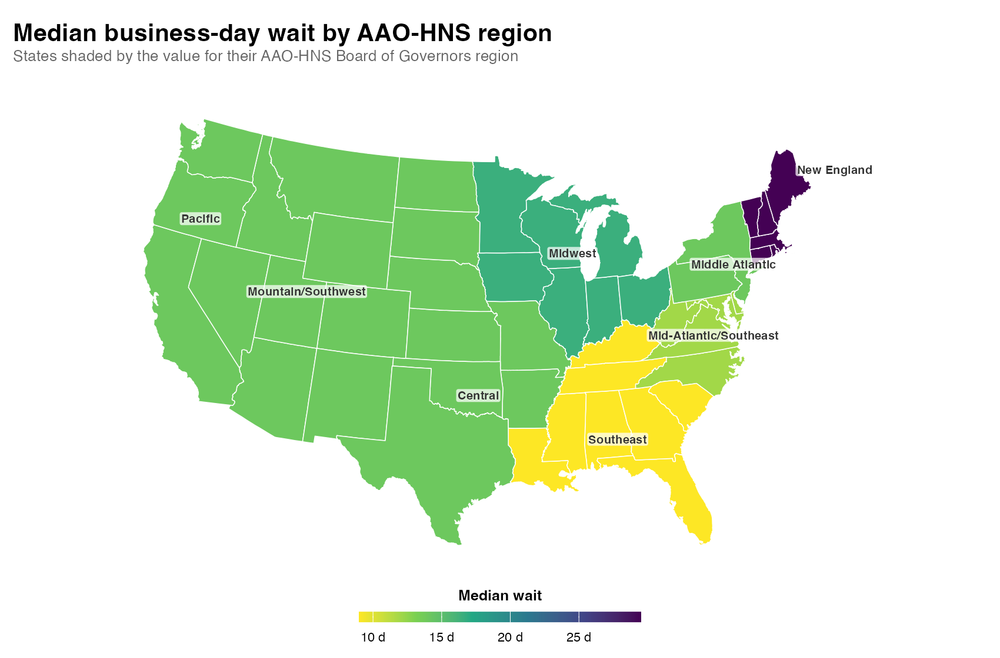 Median business-day wait by AAO-HNS region
States shaded by the value for their AAO-HNS Board of Governors region
New England
Pacific
Midwest
Middle Atlantic
Mountain/Southwest
Mid-Atlantic/Southeast
Central
Southeast
Median wait
10 d 15 d 20 d 25 d